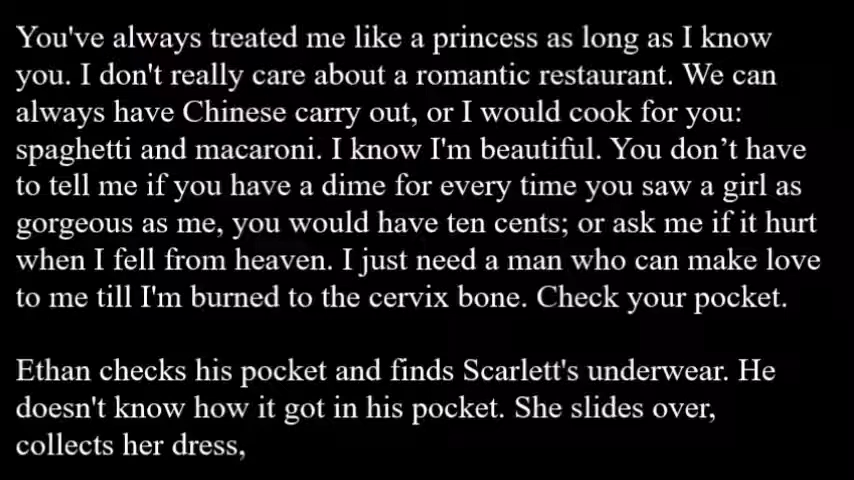 You've always treated me like a princess as long as I know
you. I don't really care about a romantic restaurant. We can
always have Chinese carry out, or I would cook for you:
spaghetti and macaroni. I know I'm beautiful. You don’t have
to tell me if you have a dime for every time you saw a girl as
gorgeous as me, you would have ten cents; or ask me if it hurt
when I fell from heaven. I just need a man who can make love
to me till I'm burned to the cervix bone. Check your pocket.

Ethan checks his pocket and finds Scarlett's underwear. He
doesn't know how it got in his pocket. She slides over,
collects her dress,